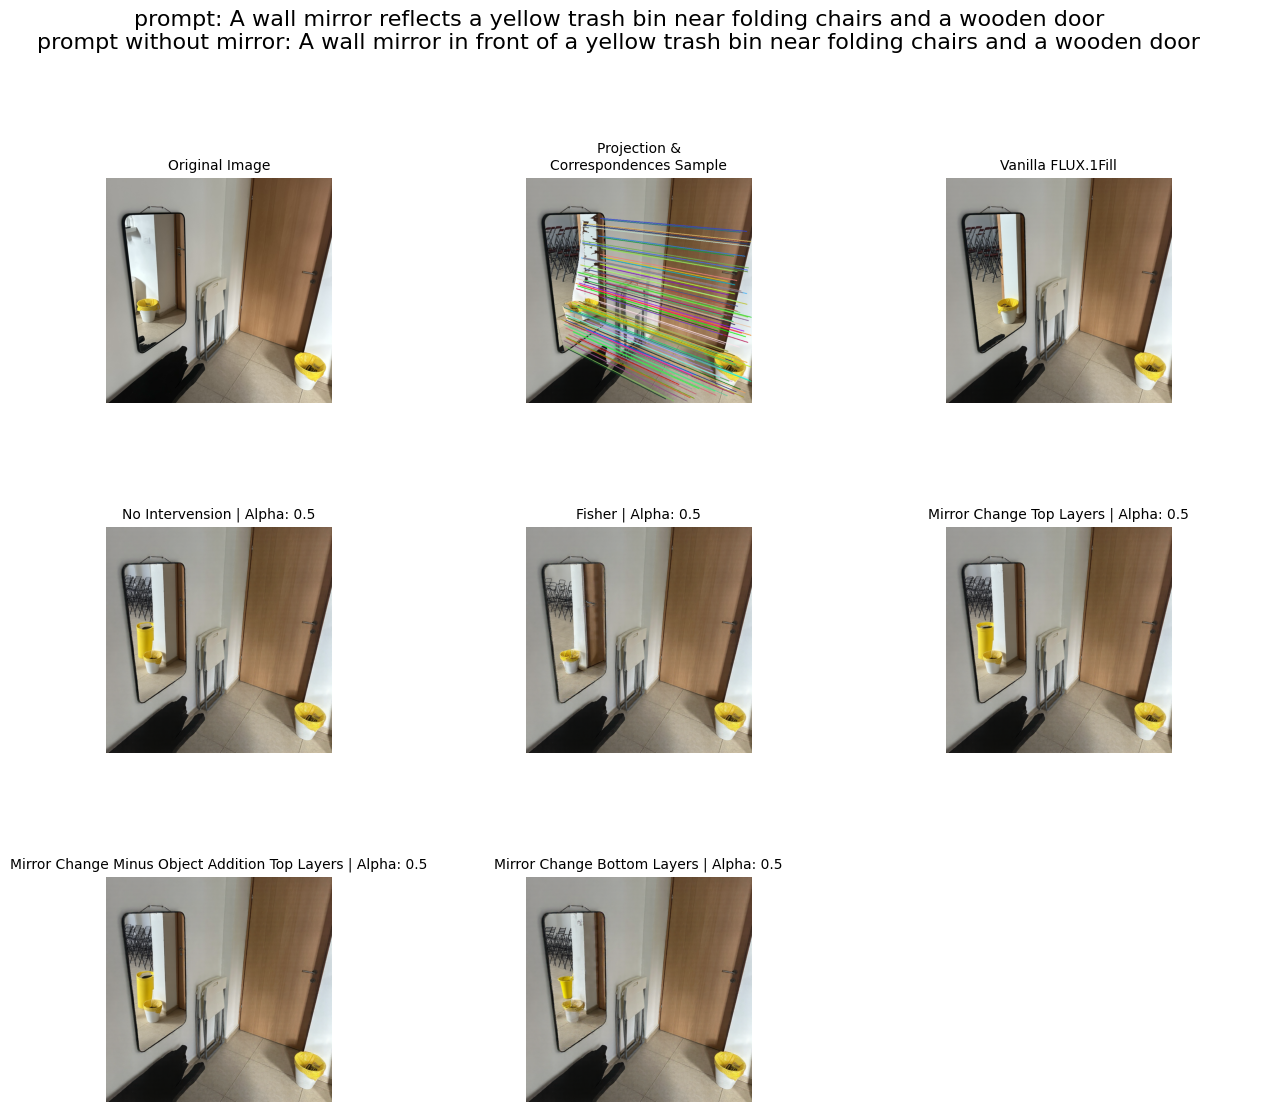 prompt: A wall mirror reflects a yellow trash bin near folding chairs and a wooden door
prompt without mirror: A wall mirror in front of a yellow trash bin near folding chairs and a wooden door
Original Image
Projection &
Correspondences Sample
Vanilla FLUX.1Fill
No Intervension | Alpha: 0.5
Fisher | Alpha: 0.5
Mirror Change Top Layers | Alpha: 0.5
Mirror Change Minus Object Addition Top Layers | Alpha: 0.5
Mirror Change Bottom Layers | Alpha: 0.5